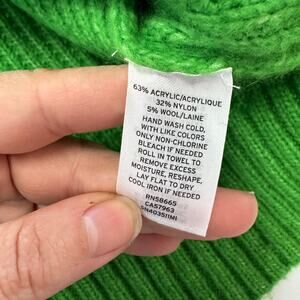 63% ACRYLIC/ACRYLIQUE
32% NYLON
5% WOOL/LAINE
HAND WASH COLD,
WITH LIKE COLORS
ONLY NON-CHLORINE
BLEACH IF NEEDED
ROLL IN TOWEL TO
REMOVE EXCESS
MOISTURE, RESHAPE,
LAY FLAT TO DRY
COOL IRON IF NEEDED
RN58665
CA57963